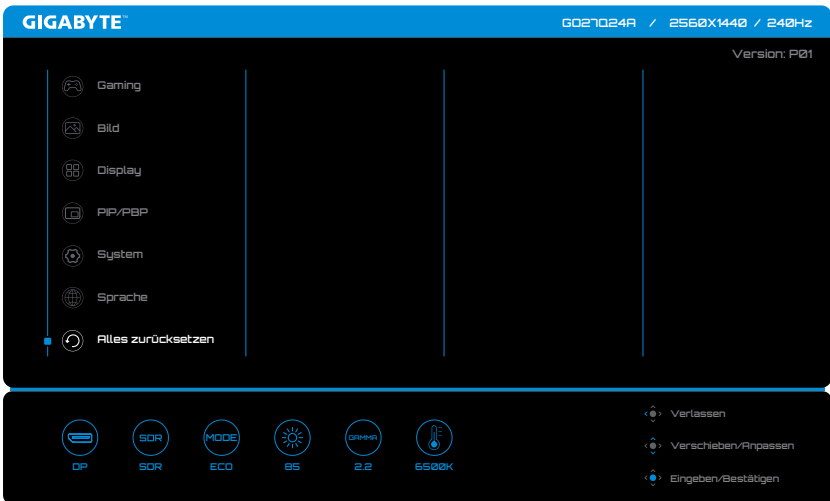 GIGABYTE™ GO27Q24A / 2560X1440 / 240Hz
Version: P01
Gaming
Bild
Display
PIP/PBP
System
Sprache
Alles zurücksetzen
SDR MODE GAMMA
DP SDR ECO 85 2.2 6500K
Verlassen
Verschieben/Anpassen
Eingeben/Bestätigen